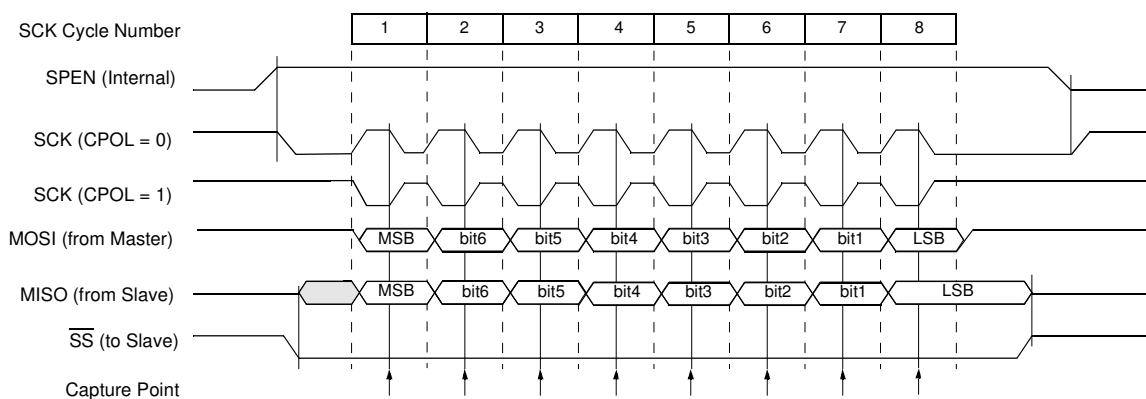 SCK Cycle Number 1 2 3 4 5 6 7 8
SPEN (Internal)
SCK (CPOL = 0)
SCK (CPOL = 1)
MOSI (from Master) MSB bit6 bit5 bit4 bit3 bit2 bit1 LSB
MISO (from Slave) MSB bit6 bit5 bit4 bit3 bit2 bit1 LSB
SS (to Slave)
Capture Point